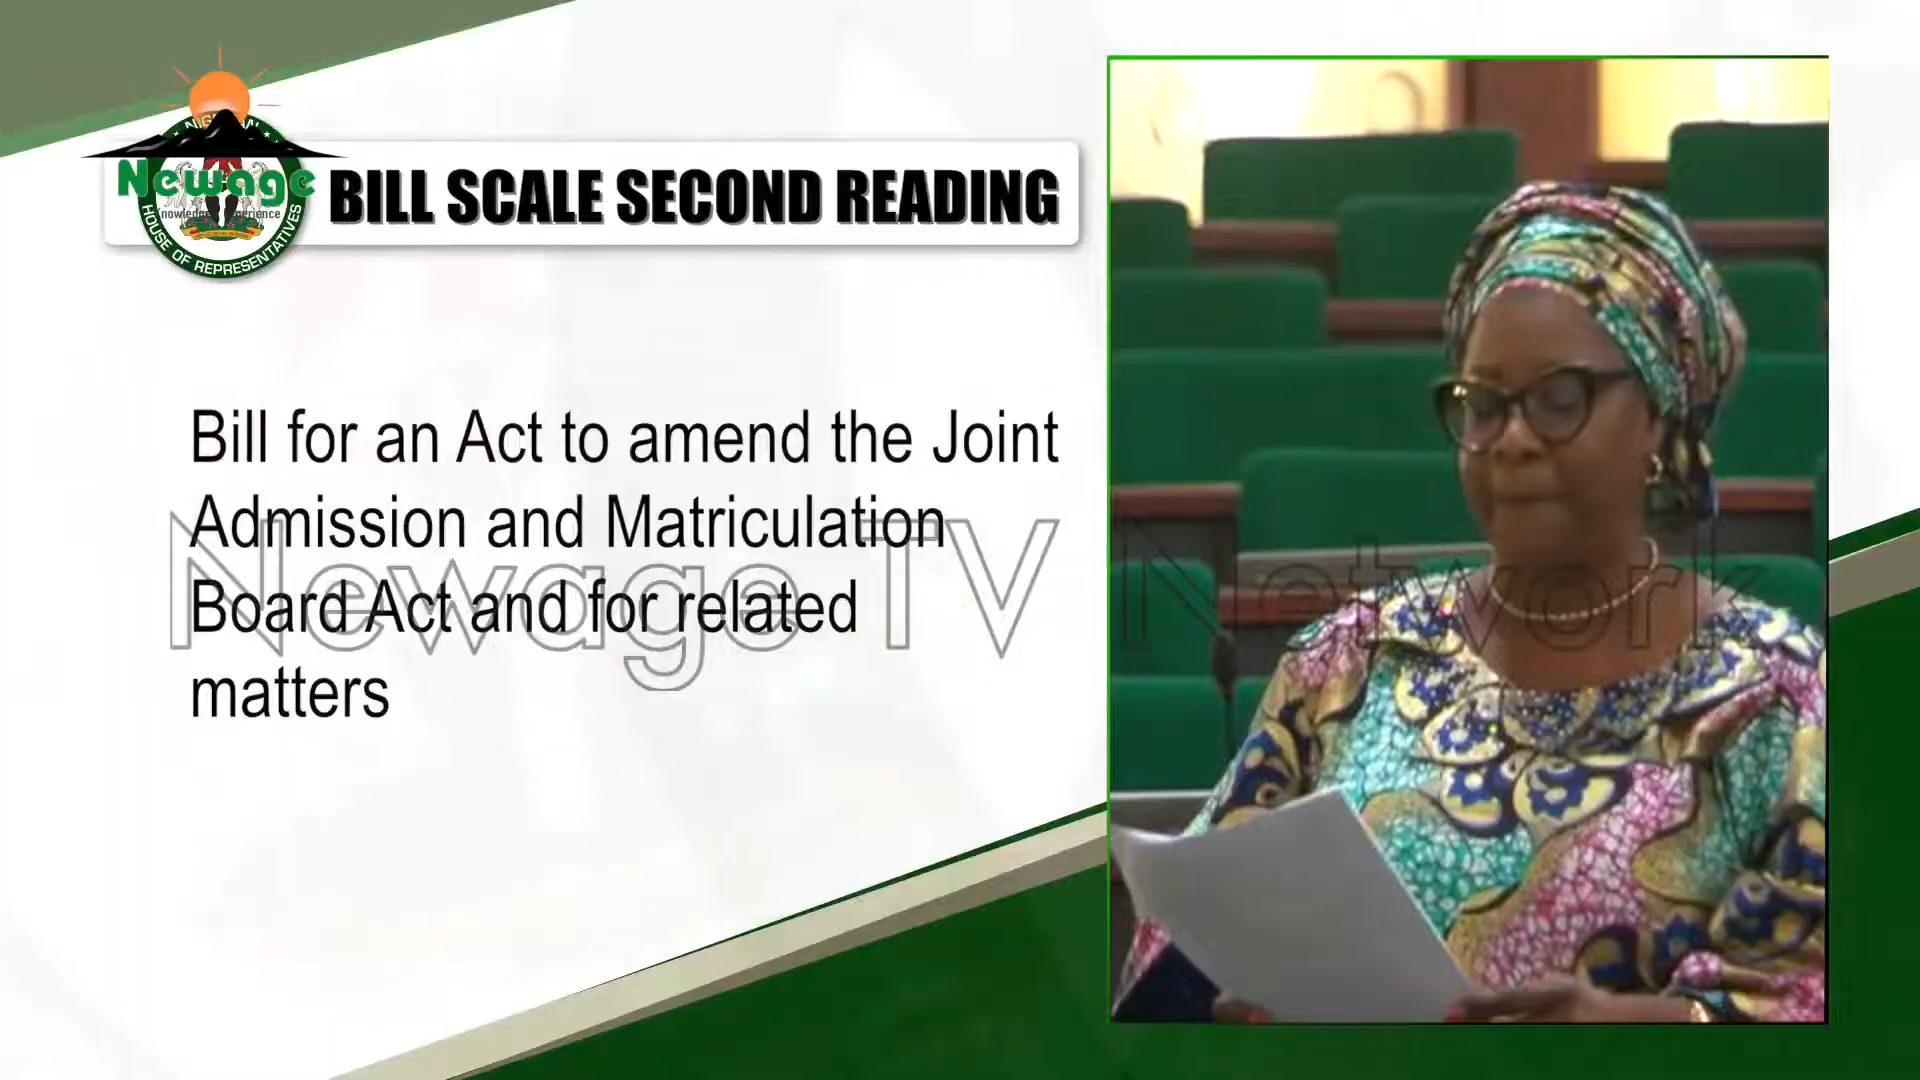 Newage
HOUSE OF REPRESENTATIVES
BILL SCALE SECOND READING
Bill for an Act to amend the Joint
Admission and Matriculation
Board Act and for related
matters
Newage TV Network